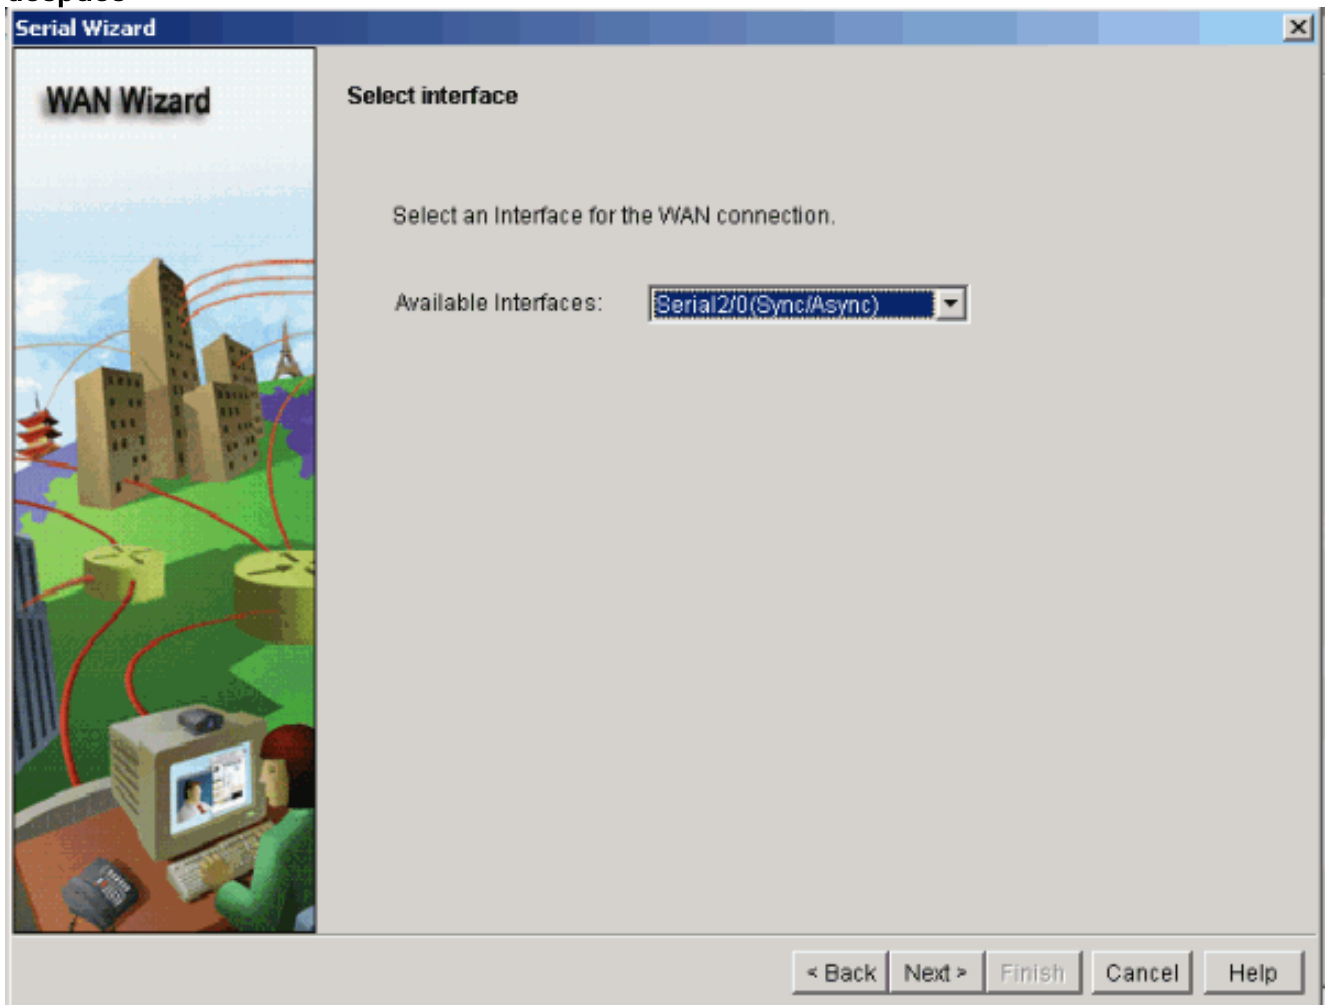 Serial Wizard
WAN Wizard
Select interface
Select an Interface for the WAN connection.
Available Interfaces: Serial2/0(Sync/Async)
< Back Next > Finish Cancel Help